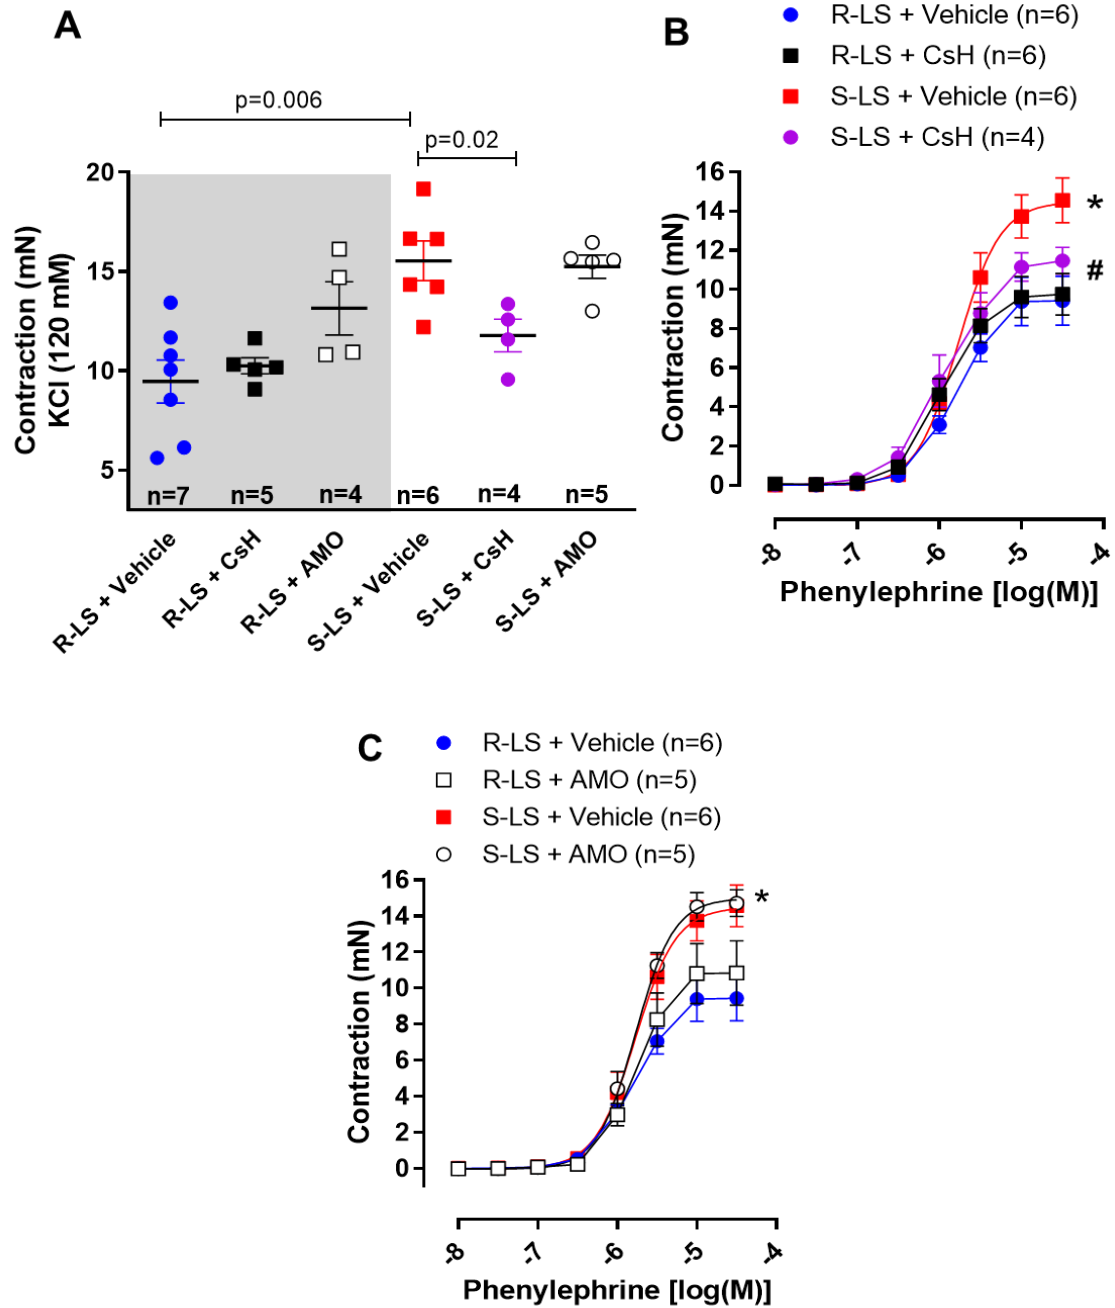 A
p=0.006
p=0.02
20
15
10
5
Contraction (mN)
KCl (120 mM)
n=7 n=5 n=4 n=6 n=4 n=5
R-LS + Vehicle
R-LS + CsH
R-LS + AMO
S-LS + Vehicle
S-LS + CsH
S-LS + AMO
B
R-LS + Vehicle (n=6)
R-LS + CsH (n=6)
S-LS + Vehicle (n=6)
S-LS + CsH (n=4)
16
14
12
10
8
6
4
2
0
Contraction (mN)
*
#
-8 -7 -6 -5 -4
Phenylephrine [log(M)]
C
R-LS + Vehicle (n=6)
R-LS + AMO (n=5)
S-LS + Vehicle (n=6)
S-LS + AMO (n=5)
16
14
12
10
8
6
4
2
0
Contraction (mN)
*
-8 -7 -6 -5 -4
Phenylephrine [log(M)]